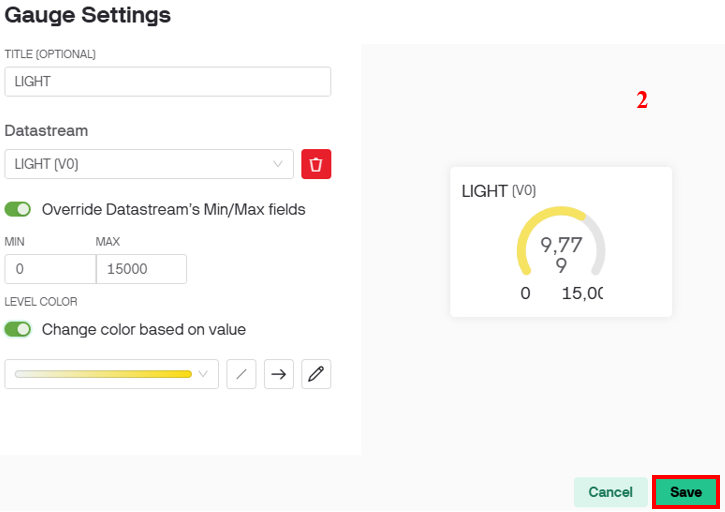 Gauge Settings
TITLE (OPTIONAL)
LIGHT
2
Datastream
LIGHT (V0)
LIGHT (V0)
Override Datastream's Min/Max fields
9,77
9
MIN MAX
0 15000
0 15,00
LEVEL COLOR
Change color based on value
Cancel Save